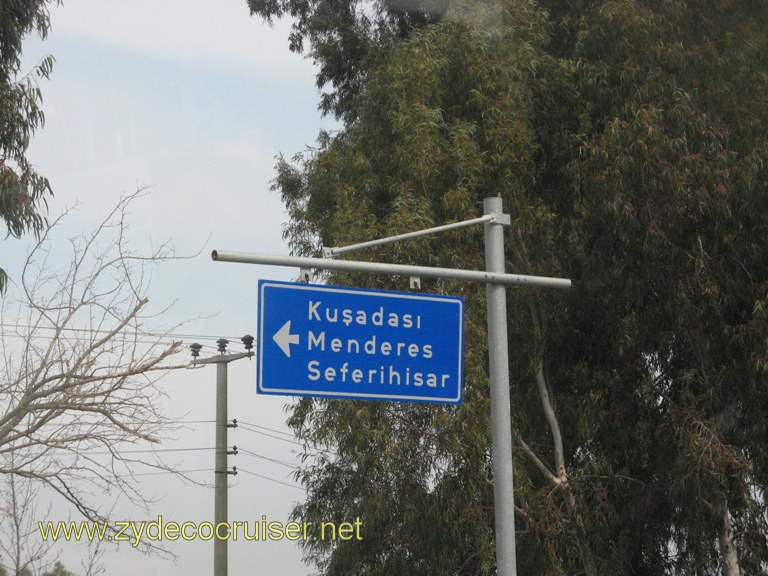 Kuşadası
Menderes
Seferihisar
www.zydecocruiser.net